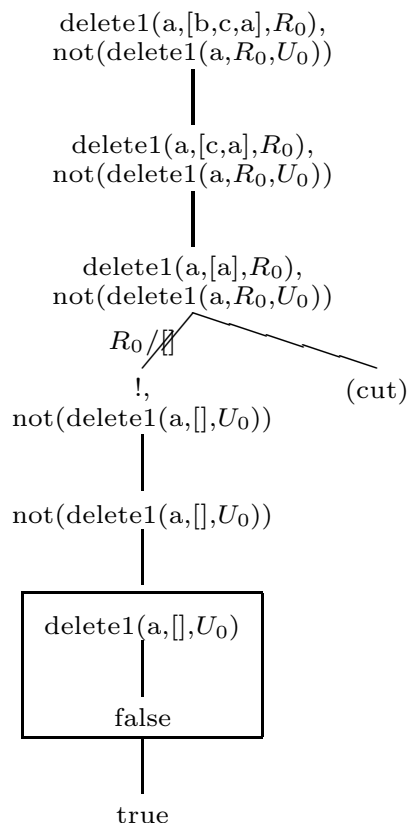 delete1(a,[b,c,a],R₀),
not(delete1(a,R₀,U₀))
delete1(a,[c,a],R₀),
not(delete1(a,R₀,U₀))
delete1(a,[a],R₀),
not(delete1(a,R₀,U₀))
R₀/[]
!,
(cut)
not(delete1(a,[],U₀))
not(delete1(a,[],U₀))
delete1(a,[],U₀)
false
true